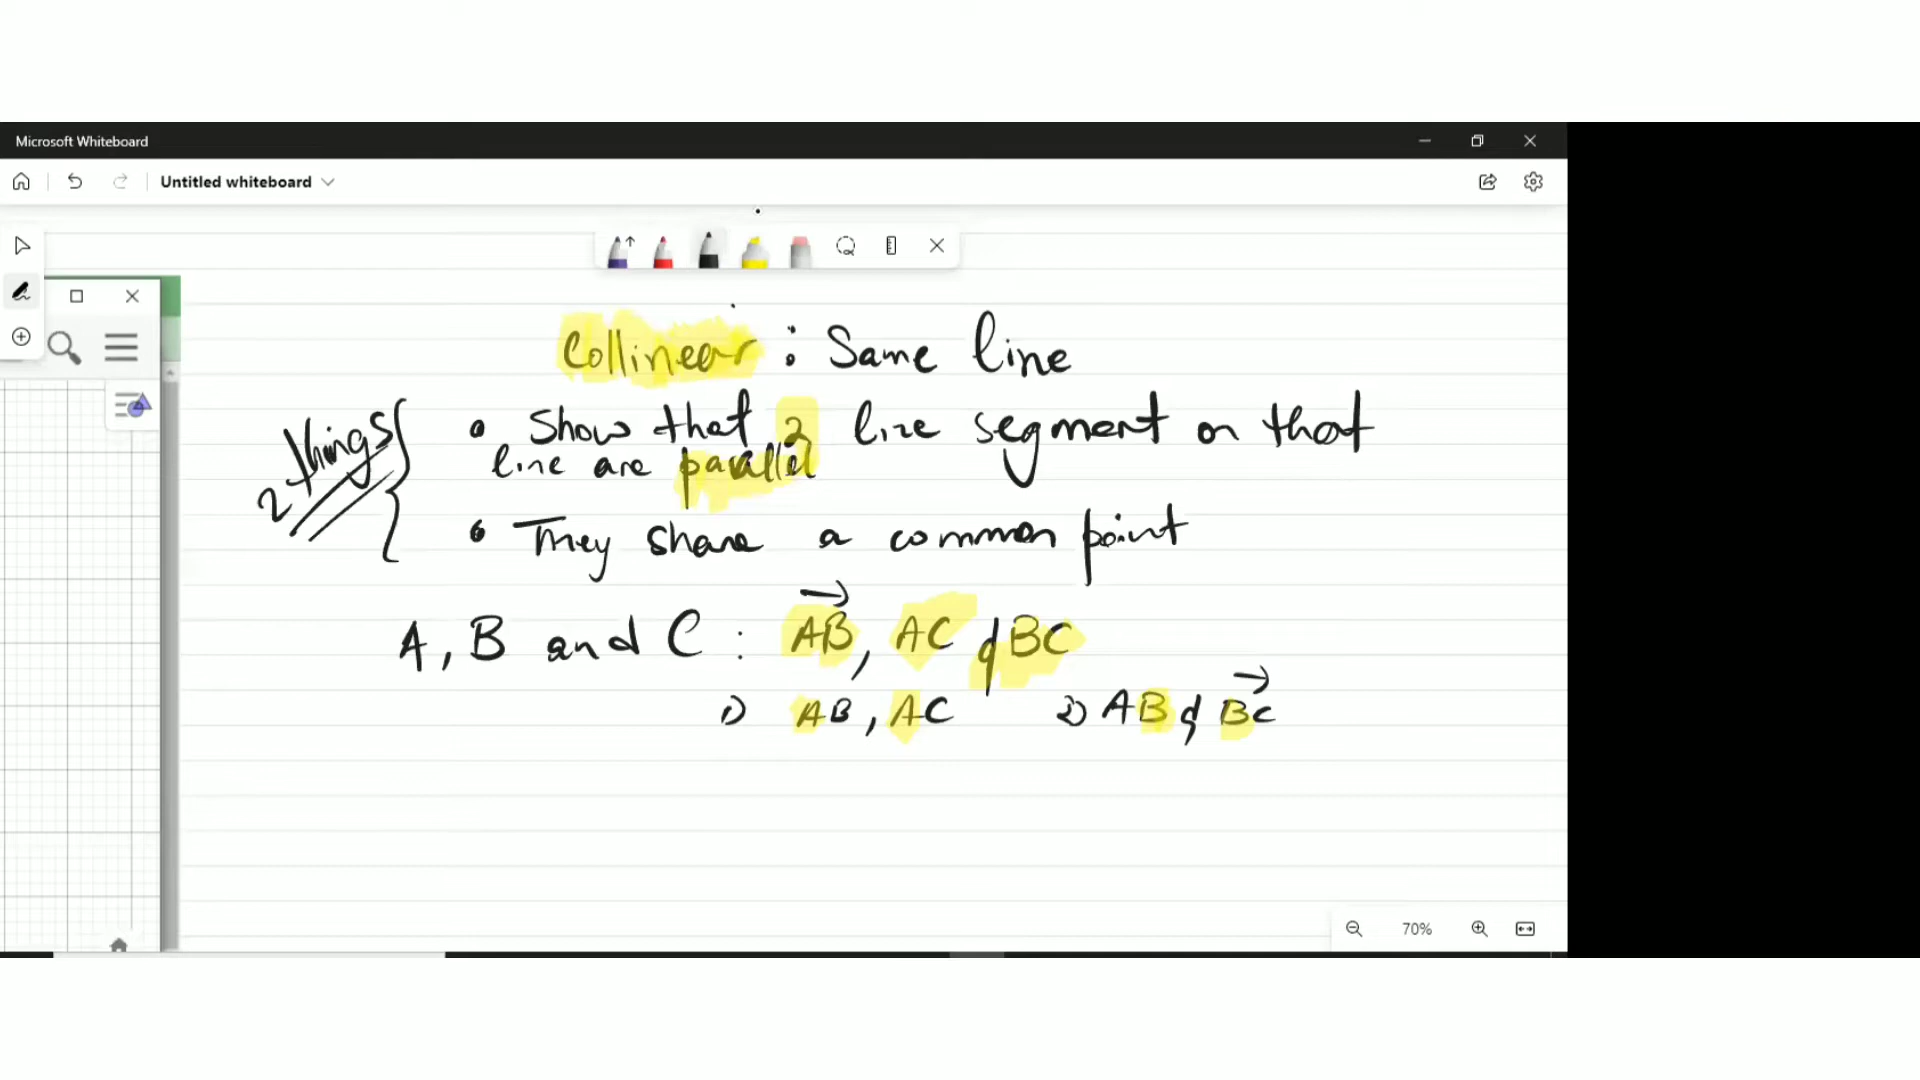 Microsoft Whiteboard
Untitled whiteboard
Collinear : Same line
• Show that 2 line segment on that
line are parallel
2 things
• They share a common point
A, B and C : AB, AC & BC
1) AB, AC 2) AB & BC
70%